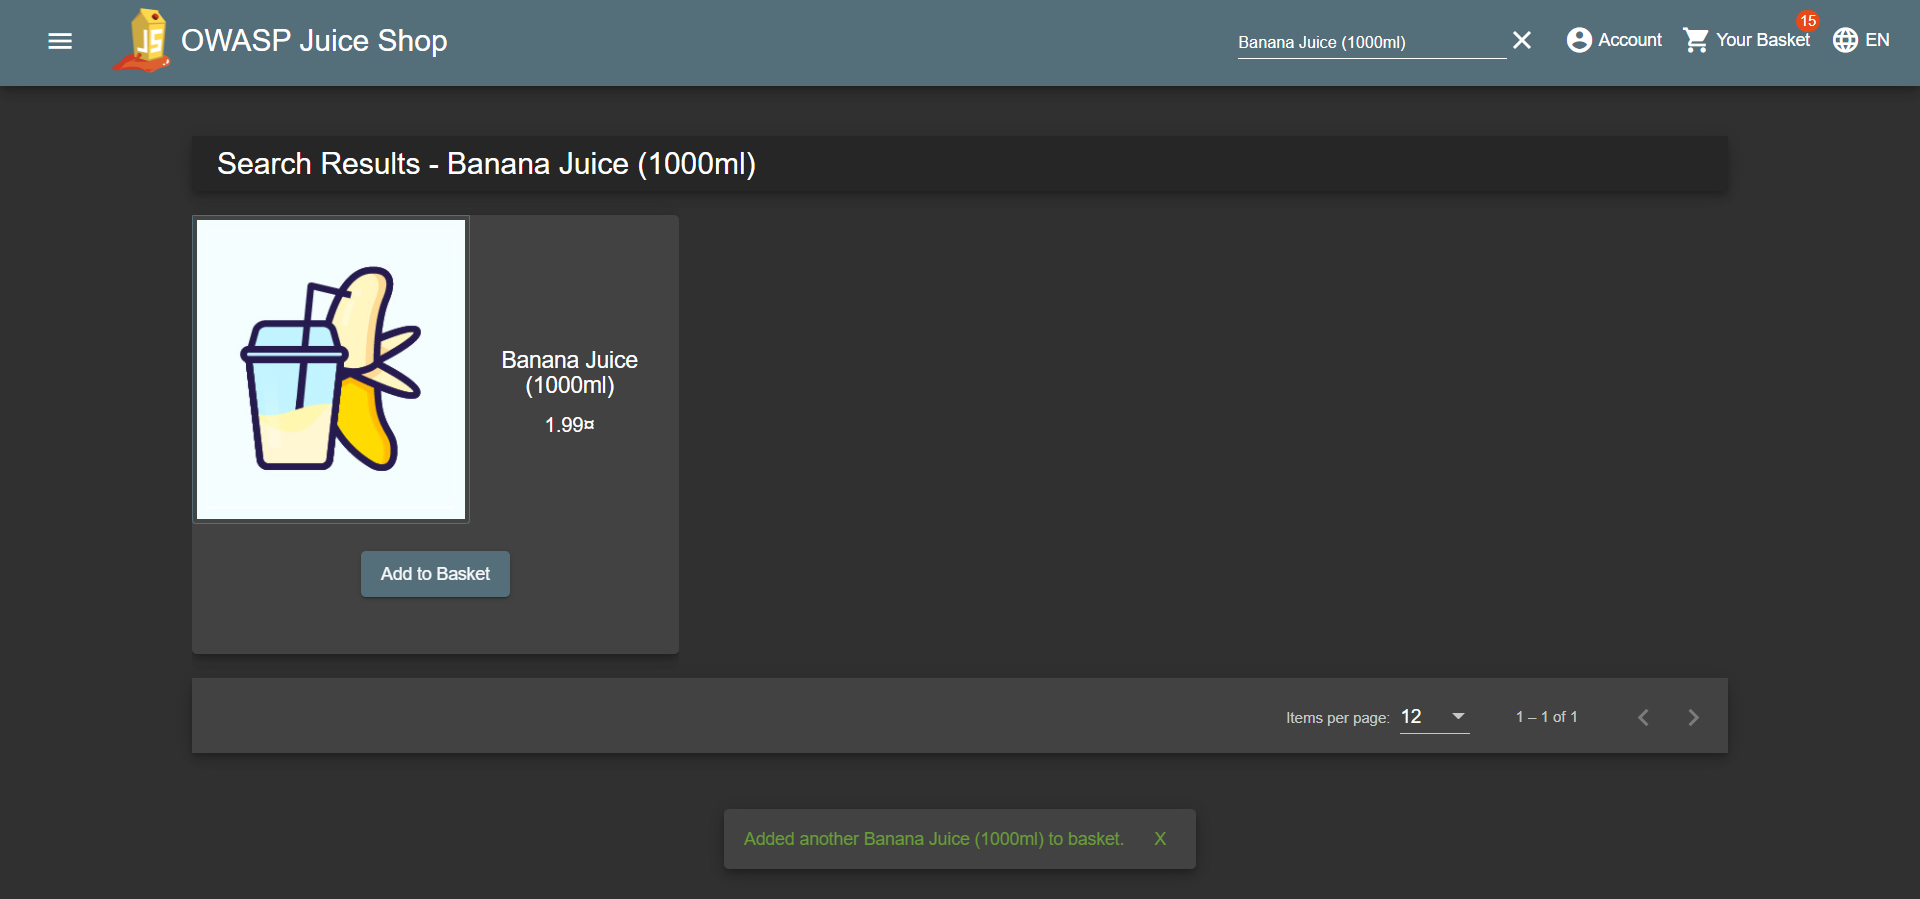 JS
OWASP Juice Shop
Banana Juice (1000ml)
Account
Your Basket
15
EN
Search Results - Banana Juice (1000ml)
Banana Juice
(1000ml)
1.99¤
Add to Basket
Items per page:
12
1 – 1 of 1
Added another Banana Juice (1000ml) to basket.
X